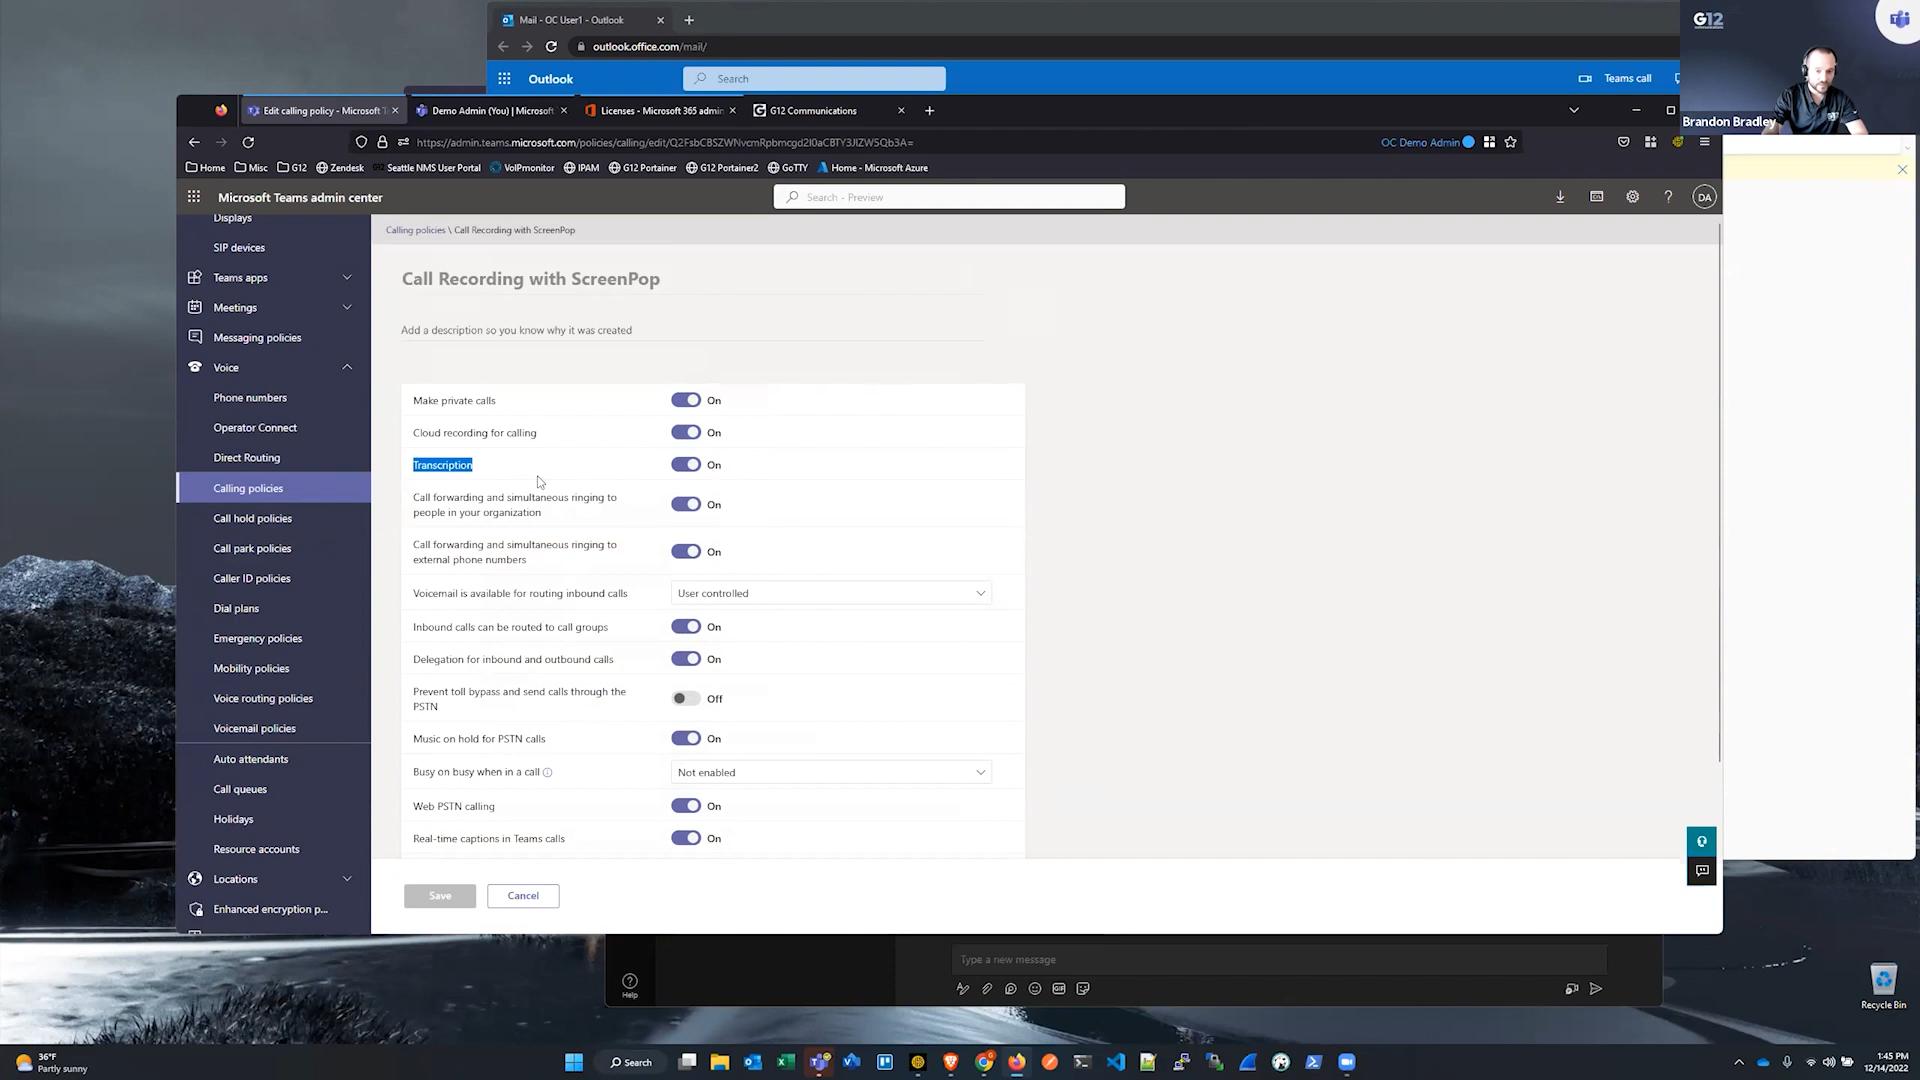 Mail - OC User1 - Outlook
outlook.office.com/mail/
Outlook
Search
Teams call
G12
Brandon Bradley
Edit calling policy - Microsoft T
Demo Admin (You) | Microsoft
Licenses - Microsoft 365 admin
G12 Communications
https://admin.teams.microsoft.com/policies/calling/edit/Q2FsbCBSZWNvcmRpbmcgd2l0aCBTY3JlZW5Qb3A=
OC Demo Admin
Home
Misc
G12
Zendesk
Seattle NMS User Portal
VoIPmonitor
IPAM
G12 Portainer
G12 Portainer2
GoTTY
Home - Microsoft Azure
Microsoft Teams admin center
Search - Preview
DA
Displays
SIP devices
Teams apps
Meetings
Messaging policies
Voice
Phone numbers
Operator Connect
Direct Routing
Calling policies
Call hold policies
Call park policies
Caller ID policies
Dial plans
Emergency policies
Mobility policies
Voice routing policies
Voicemail policies
Auto attendants
Call queues
Holidays
Resource accounts
Locations
Enhanced encryption p...
Calling policies \ Call Recording with ScreenPop
Call Recording with ScreenPop
Add a description so you know why it was created
Make private calls On
Cloud recording for calling On
Transcription On
Call forwarding and simultaneous ringing to
people in your organization On
Call forwarding and simultaneous ringing to
external phone numbers On
Voicemail is available for routing inbound calls User controlled
Inbound calls can be routed to call groups On
Delegation for inbound and outbound calls On
Prevent toll bypass and send calls through the
PSTN Off
Music on hold for PSTN calls On
Busy on busy when in a call Not enabled
Web PSTN calling On
Real-time captions in Teams calls On
Save
Cancel
Help
Type a new message
Recycle Bin
36°F
Partly sunny
Search
1:45 PM
12/14/2022